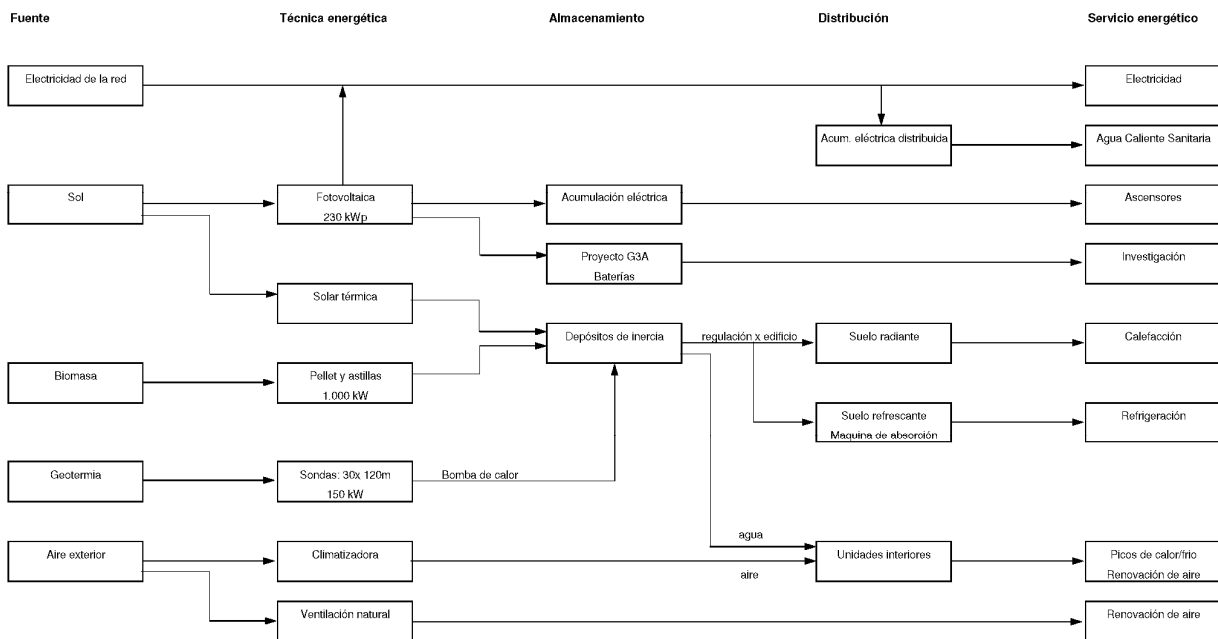 Fuente
Técnica energética
Almacenamiento
Distribución
Servicio energético
Electricidad de la red
Electricidad
Acum. eléctrica distribuida
Agua Caliente Sanitaria
Sol
Fotovoltaica
230 kWp
Acumulación eléctrica
Ascensores
Proyecto G3A
Baterías
Investigación
Solar térmica
Depósitos de inercia
regulación x edificio
Suelo radiante
Calefacción
Biomasa
Pellet y astillas
1.000 kW
Suelo refrescante
Maquina de absorción
Refrigeración
Geotermia
Sondas: 30x 120m
150 kW
Bomba de calor
Aire exterior
Climatizadora
agua
aire
Unidades interiores
Picos de calor/frio
Renovación de aire
Ventilación natural
Renovación de aire